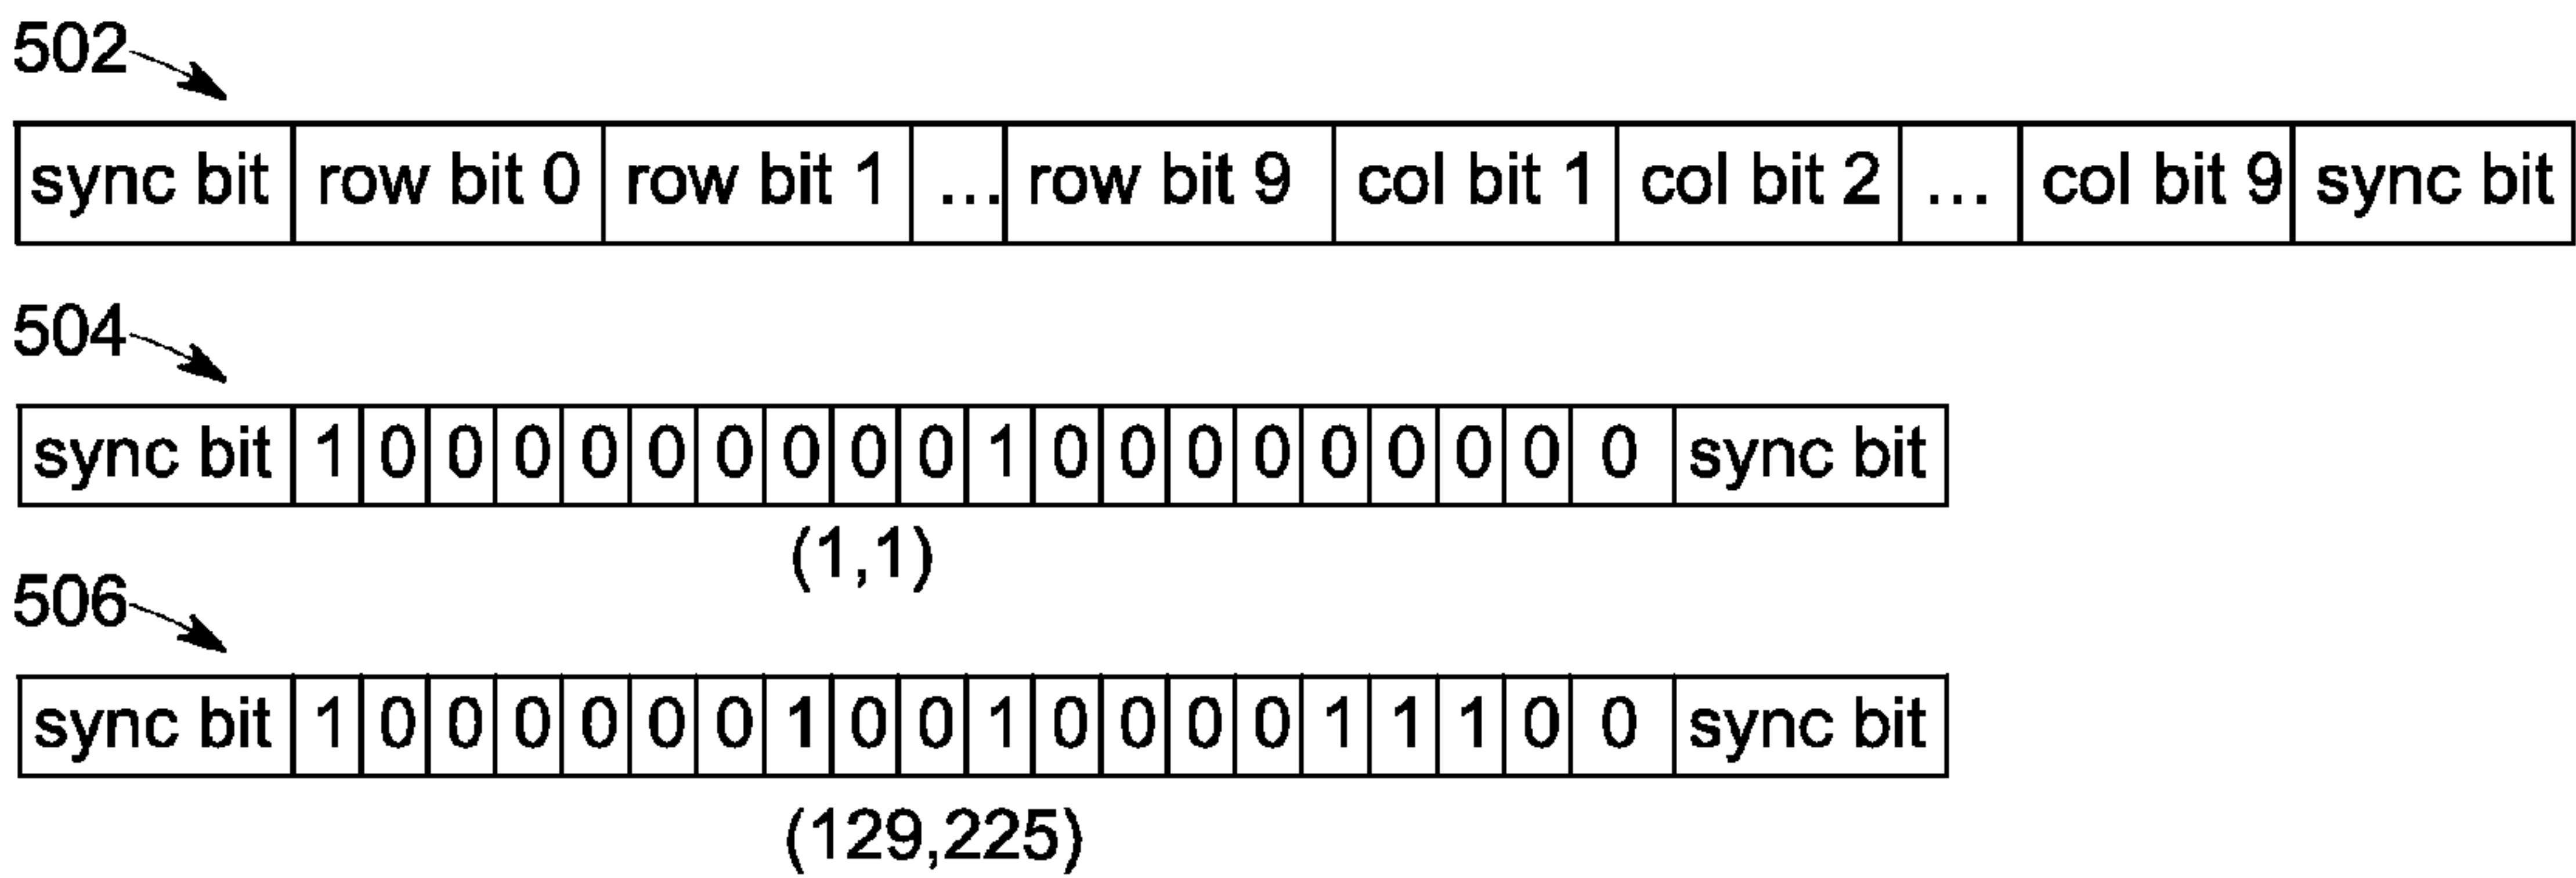 502
sync bit row bit 0 row bit 1 ... row bit 9 col bit 1 col bit 2 ... col bit 9 sync bit
504
sync bit 1 0 0 0 0 0 0 0 0 0 1 0 0 0 0 0 0 0 0 0 sync bit
(1,1)
506
sync bit 1 0 0 0 0 0 0 1 0 0 1 0 0 0 0 1 1 1 0 0 sync bit
(129,225)